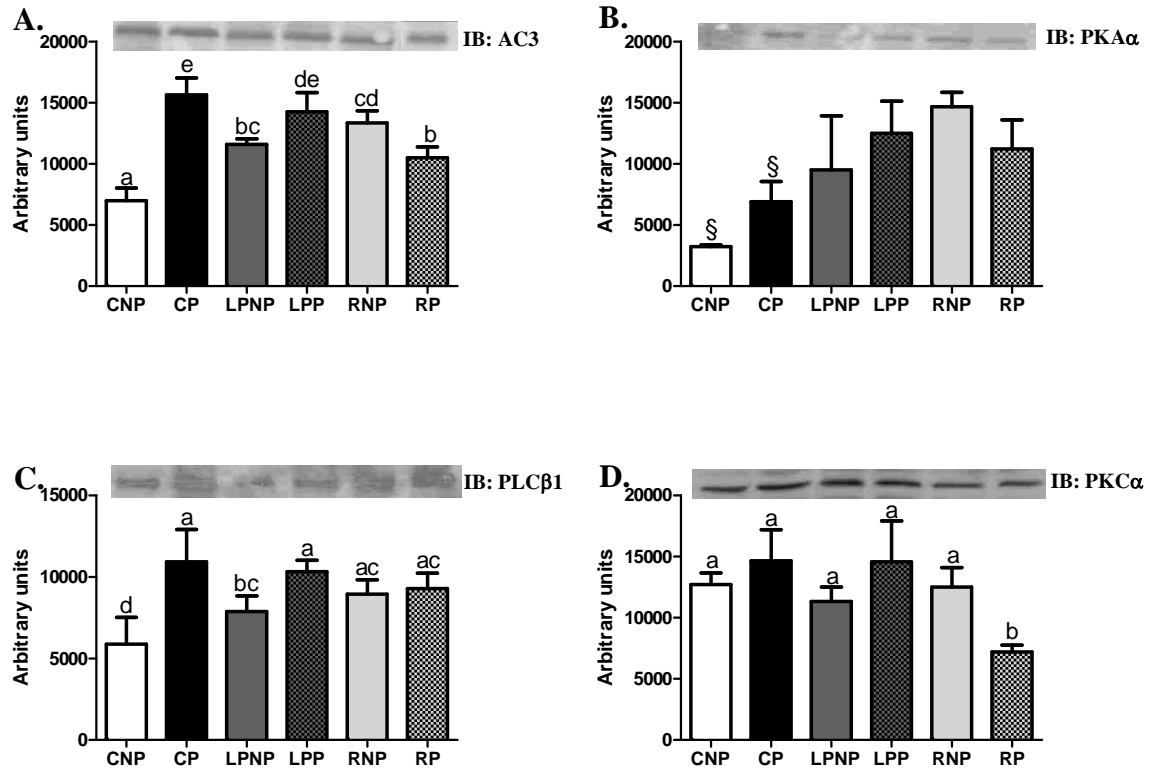 A.
IB: AC3
20000
15000
10000
5000
0
Arbitrary units
a
e
bc
de
cd
b
CNP CP LPNP LPP RNP RP
B.
IB: PKAα
20000
15000
10000
5000
0
Arbitrary units
§
§
CNP CP LPNP LPP RNP RP
C.
IB: PLCβ1
15000
10000
5000
0
Arbitrary units
d
a
bc
a
ac
ac
CNP CP LPNP LPP RNP RP
D.
IB: PKCα
20000
15000
10000
5000
0
Arbitrary units
a
a
a
a
a
b
CNP CP LPNP LPP RNP RP